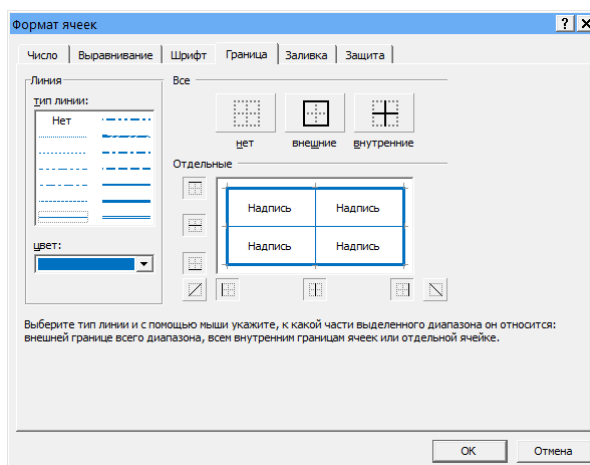 Формат ячеек
Число Выравнивание Шрифт Граница Заливка Защита
Линия
тип линии:
Нет
цвет:
Все
нет внешние внутренние
Отдельные
Надпись Надпись
Надпись Надпись
Выберите тип линии и с помощью мыши укажите, к какой части выделенного диапазона он относится:
внешней границе всего диапазона, всем внутренним границам ячеек или отдельной ячейке.
ОК Отмена